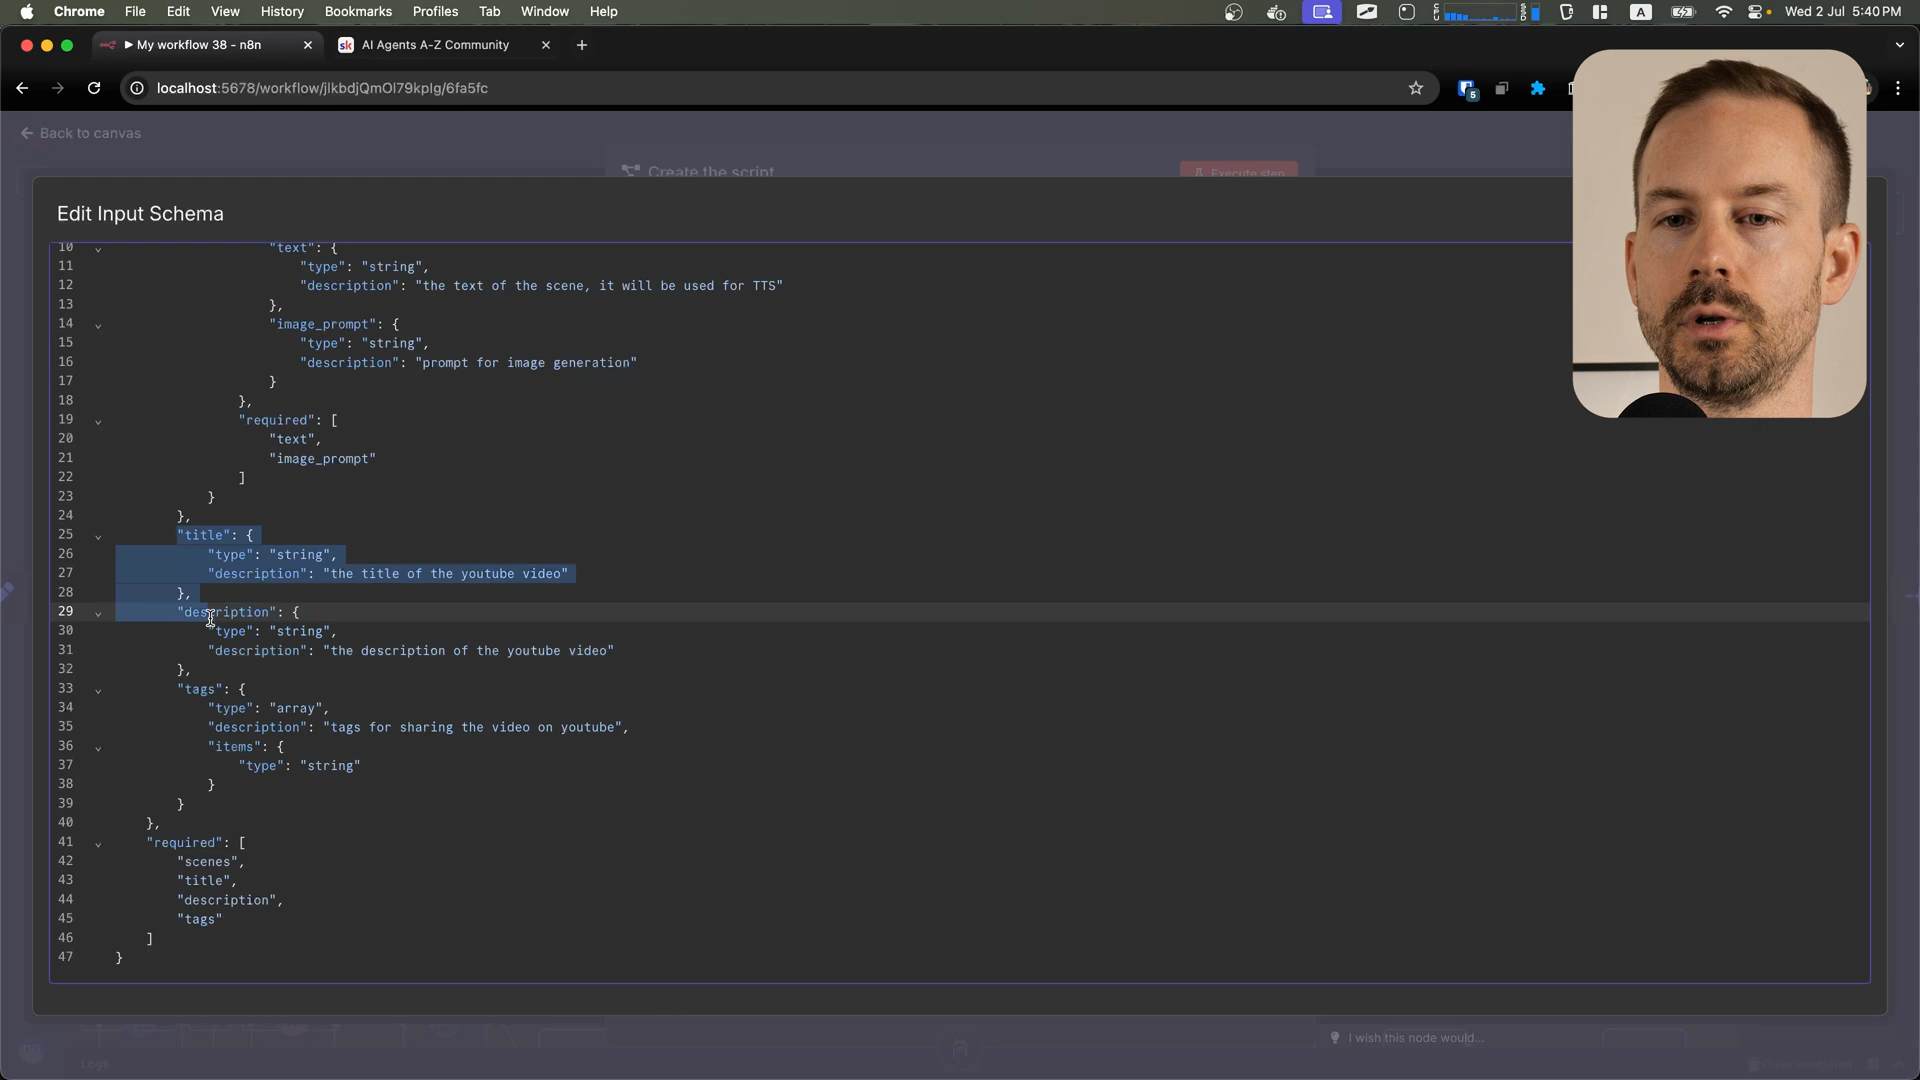 Chrome File Edit View History Bookmarks Profiles Tab Window Help
A
Wed 2 Jul 5:40 PM
My workflow 38 - n8n
sk AI Agents A-Z Community
localhost:5678/workflow/jlkbdjQmOl79kplg/6fa5fc
5
Back to canvas
Create the script
Execute step
Edit Input Schema
10 "text": {
11 "type": "string",
12 "description": "the text of the scene, it will be used for TTS"
13 },
14 "image_prompt": {
15 "type": "string",
16 "description": "prompt for image generation"
17 }
18 },
19 "required": [
20 "text",
21 "image_prompt"
22 ]
23 }
24 },
25 "title": {
26 "type": "string",
27 "description": "the title of the youtube video"
28 },
29 "description": {
30 "type": "string",
31 "description": "the description of the youtube video"
32 },
33 "tags": {
34 "type": "array",
35 "description": "tags for sharing the video on youtube",
36 "items": {
37 "type": "string"
38 }
39 }
40 },
41 "required": [
42 "scenes",
43 "title",
44 "description",
45 "tags"
46 ]
47 }
I wish this node would...
Logs